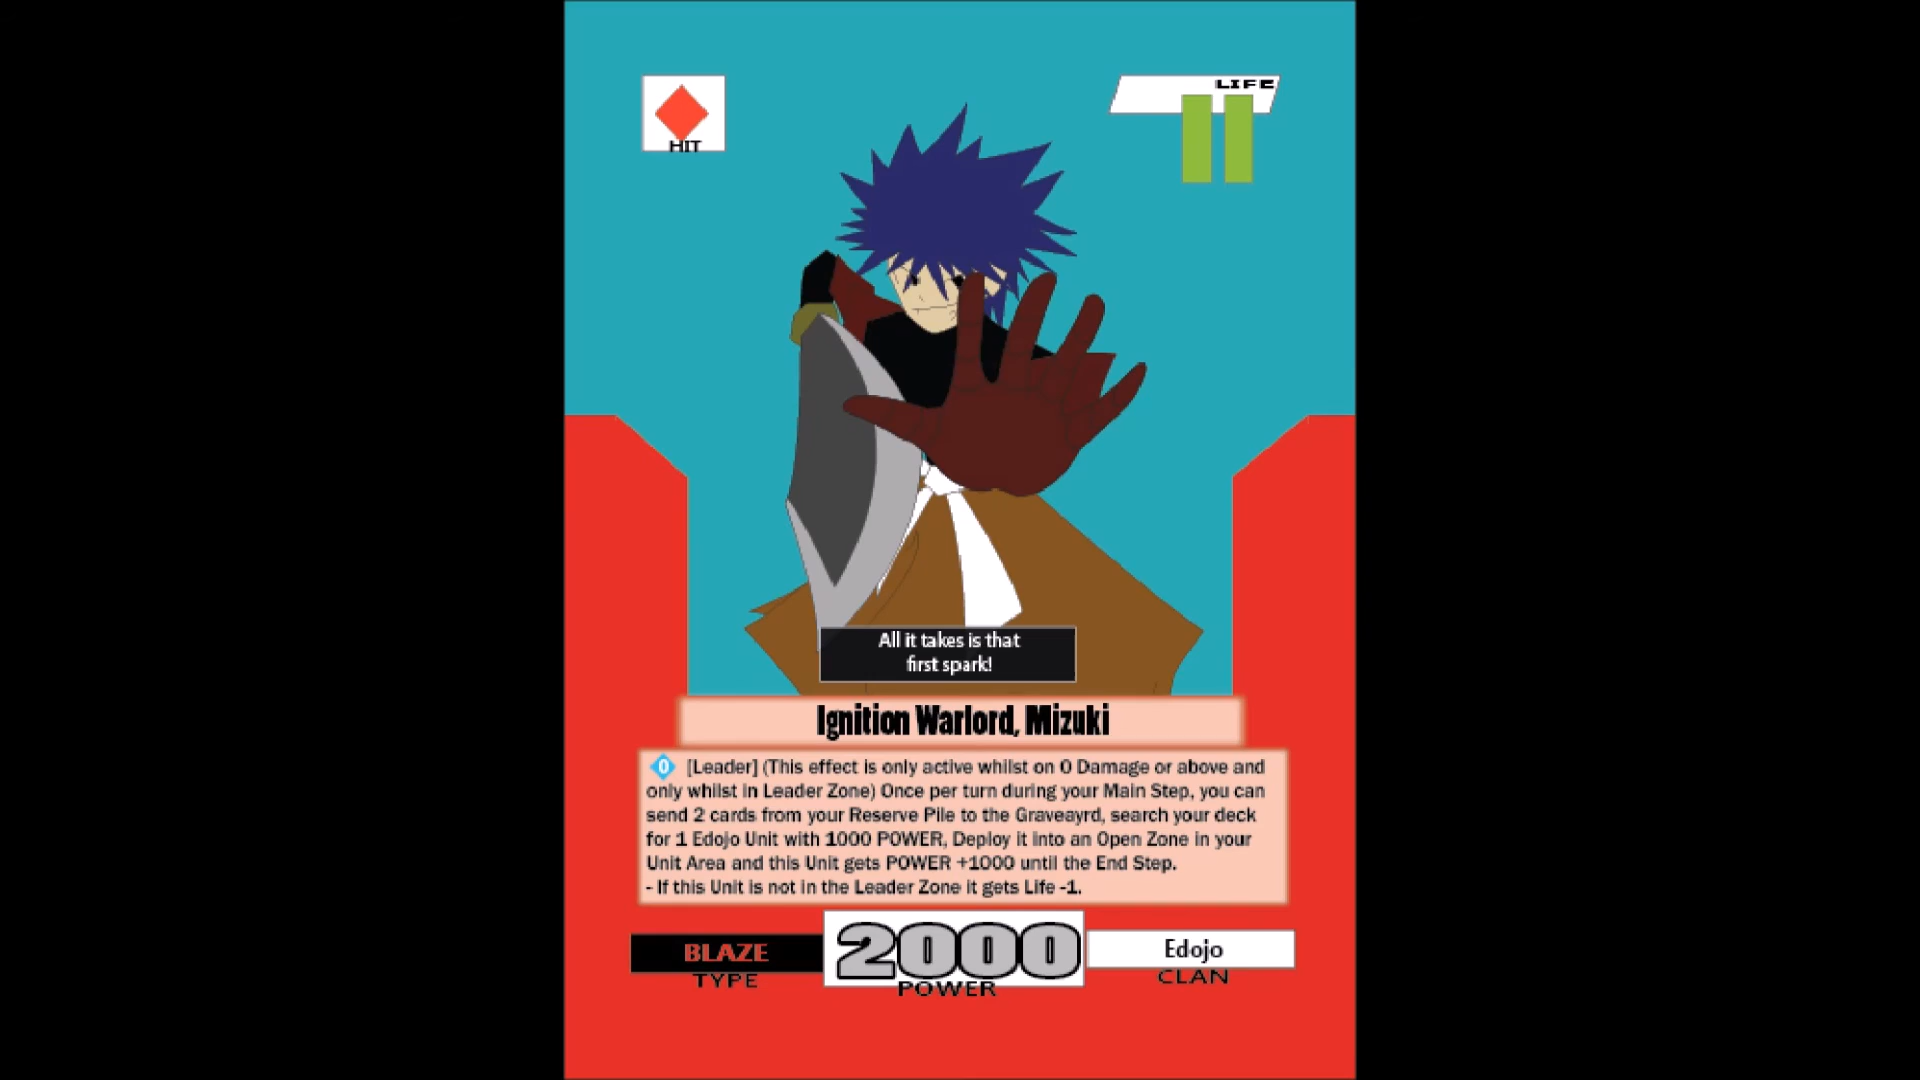 LIFE
HIT
All it takes is that
first spark!
Ignition Warlord, Mizuki
0 [Leader] (This effect is only active whilst on 0 Damage or above and
only whilst in Leader Zone) Once per turn during your Main Step, you can
send 2 cards from your Reserve Pile to the Graveayrd, search your deck
for 1 Edojo Unit with 1000 POWER, Deploy it into an Open Zone in your
Unit Area and this Unit gets POWER +1000 until the End Step.
- If this Unit is not in the Leader Zone it gets Life -1.
BLAZE
TYPE
2000
POWER
Edojo
CLAN